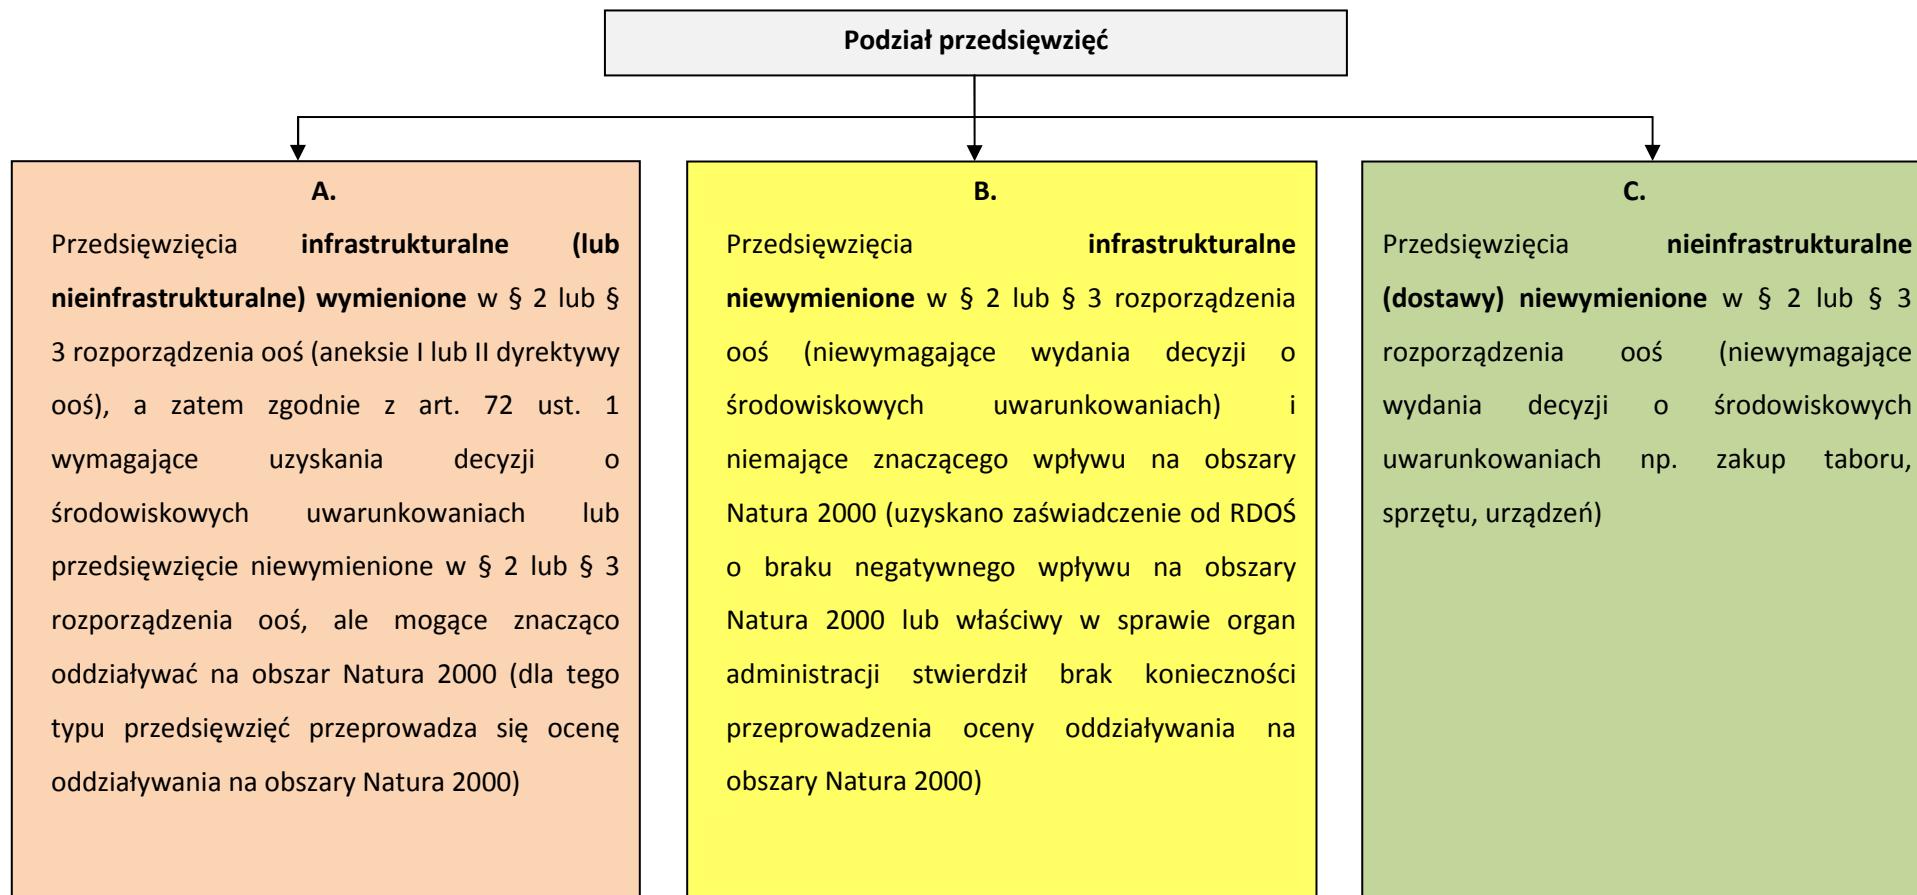 Podział przedsięwzięć
A.
Przedsięwzięcia infrastrukturalne (lub
nieinfrastrukturalne) wymienione w § 2 lub §
3 rozporządzenia ooś (aneksie I lub II dyrektywy
ooś), a zatem zgodnie z art. 72 ust. 1
wymagające uzyskania decyzji o
środowiskowych uwarunkowaniach lub
przedsięwzięcie niewymienione w § 2 lub § 3
rozporządzenia ooś, ale mogące znacząco
oddziaływać na obszar Natura 2000 (dla tego
typu przedsięwzięć przeprowadza się ocenę
oddziaływania na obszary Natura 2000)
B.
Przedsięwzięcia infrastrukturalne
niewymienione w § 2 lub § 3 rozporządzenia
ooś (niewymagające wydania decyzji o
środowiskowych uwarunkowaniach) i
niemające znaczącego wpływu na obszary
Natura 2000 (uzyskano zaświadczenie od RDOŚ
o braku negatywnego wpływu na obszary
Natura 2000 lub właściwy w sprawie organ
administracji stwierdził brak konieczności
przeprowadzenia oceny oddziaływania na
obszary Natura 2000)
C.
Przedsięwzięcia nieinfrastrukturalne
(dostawy) niewymienione w § 2 lub § 3
rozporządzenia ooś (niewymagające
wydania decyzji o środowiskowych
uwarunkowaniach np. zakup taboru,
sprzętu, urządzeń)